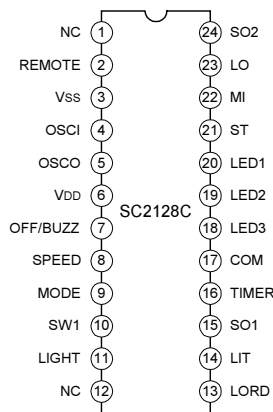 NC 1 24 SO2
REMOTE 2 23 LO
VSS 3 22 MI
OSCI 4 21 ST
OSCO 5 20 LED1
VDD 6 19 LED2
SC2128C
OFF/BUZZ 7 18 LED3
SPEED 8 17 COM
MODE 9 16 TIMER
SW1 10 15 SO1
LIGHT 11 14 LIT
NC 12 13 LORD